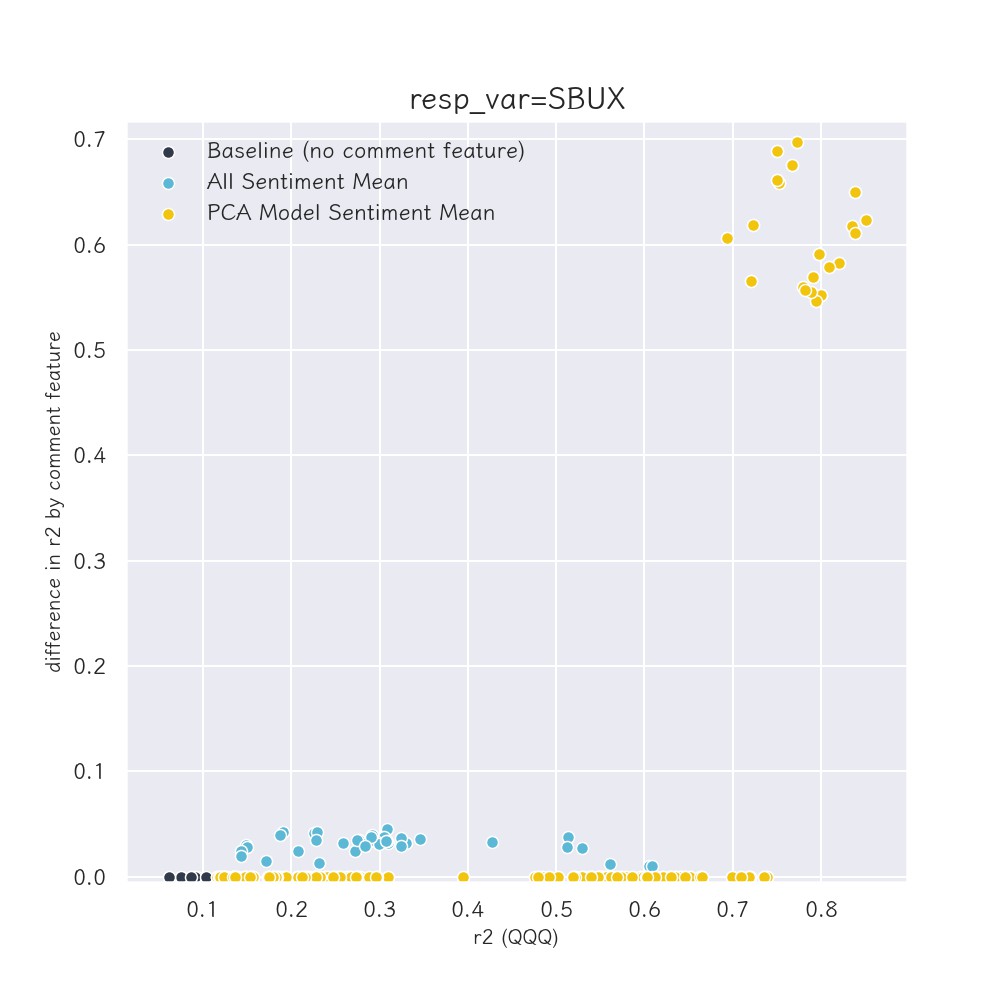 resp_var=SBUX
Baseline (no comment feature)
All Sentiment Mean
PCA Model Sentiment Mean
difference in r2 by comment feature
0.7
0.6
0.5
0.4
0.3
0.2
0.1
0.0
0.1 0.2 0.3 0.4 0.5 0.6 0.7 0.8
r2 (QQQ)